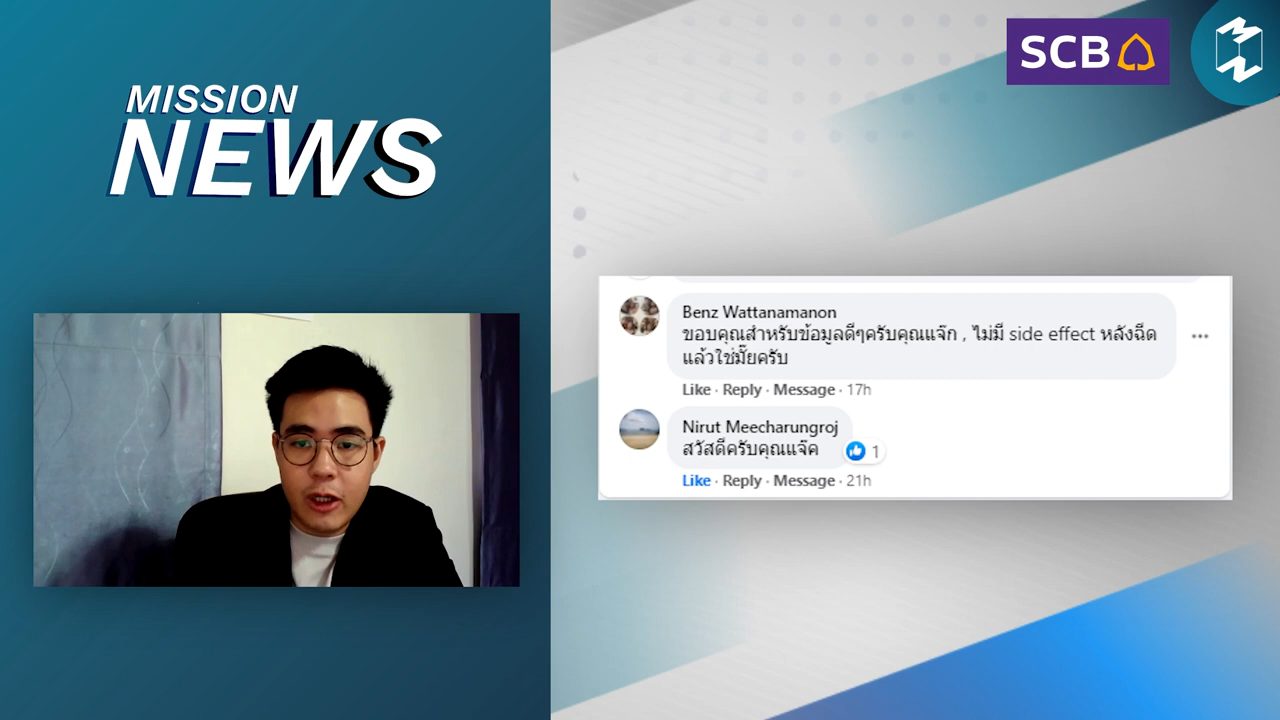 MISSION
NEWS
SCB
Benz Wattanamanon
ขอบคุณสำหรับข้อมูลดีๆครับคุณแจ๊ก , ไม่มี side effect หลังฉีด
แล้วใช่มั๊ยครับ
Like · Reply · Message · 17h
Nirut Meecharungroj
สวัสดีครับคุณแจ๊ค
1
Like · Reply · Message · 21h